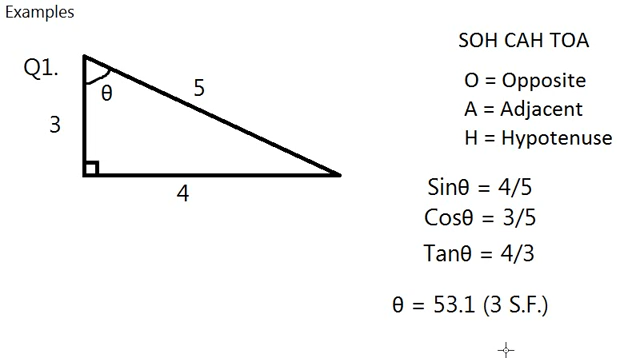 Examples
Q1.
θ
5
3
4
SOH CAH TOA
O = Opposite
A = Adjacent
H = Hypotenuse
Sinθ = 4/5
Cosθ = 3/5
Tanθ = 4/3
θ = 53.1 (3 S.F.)